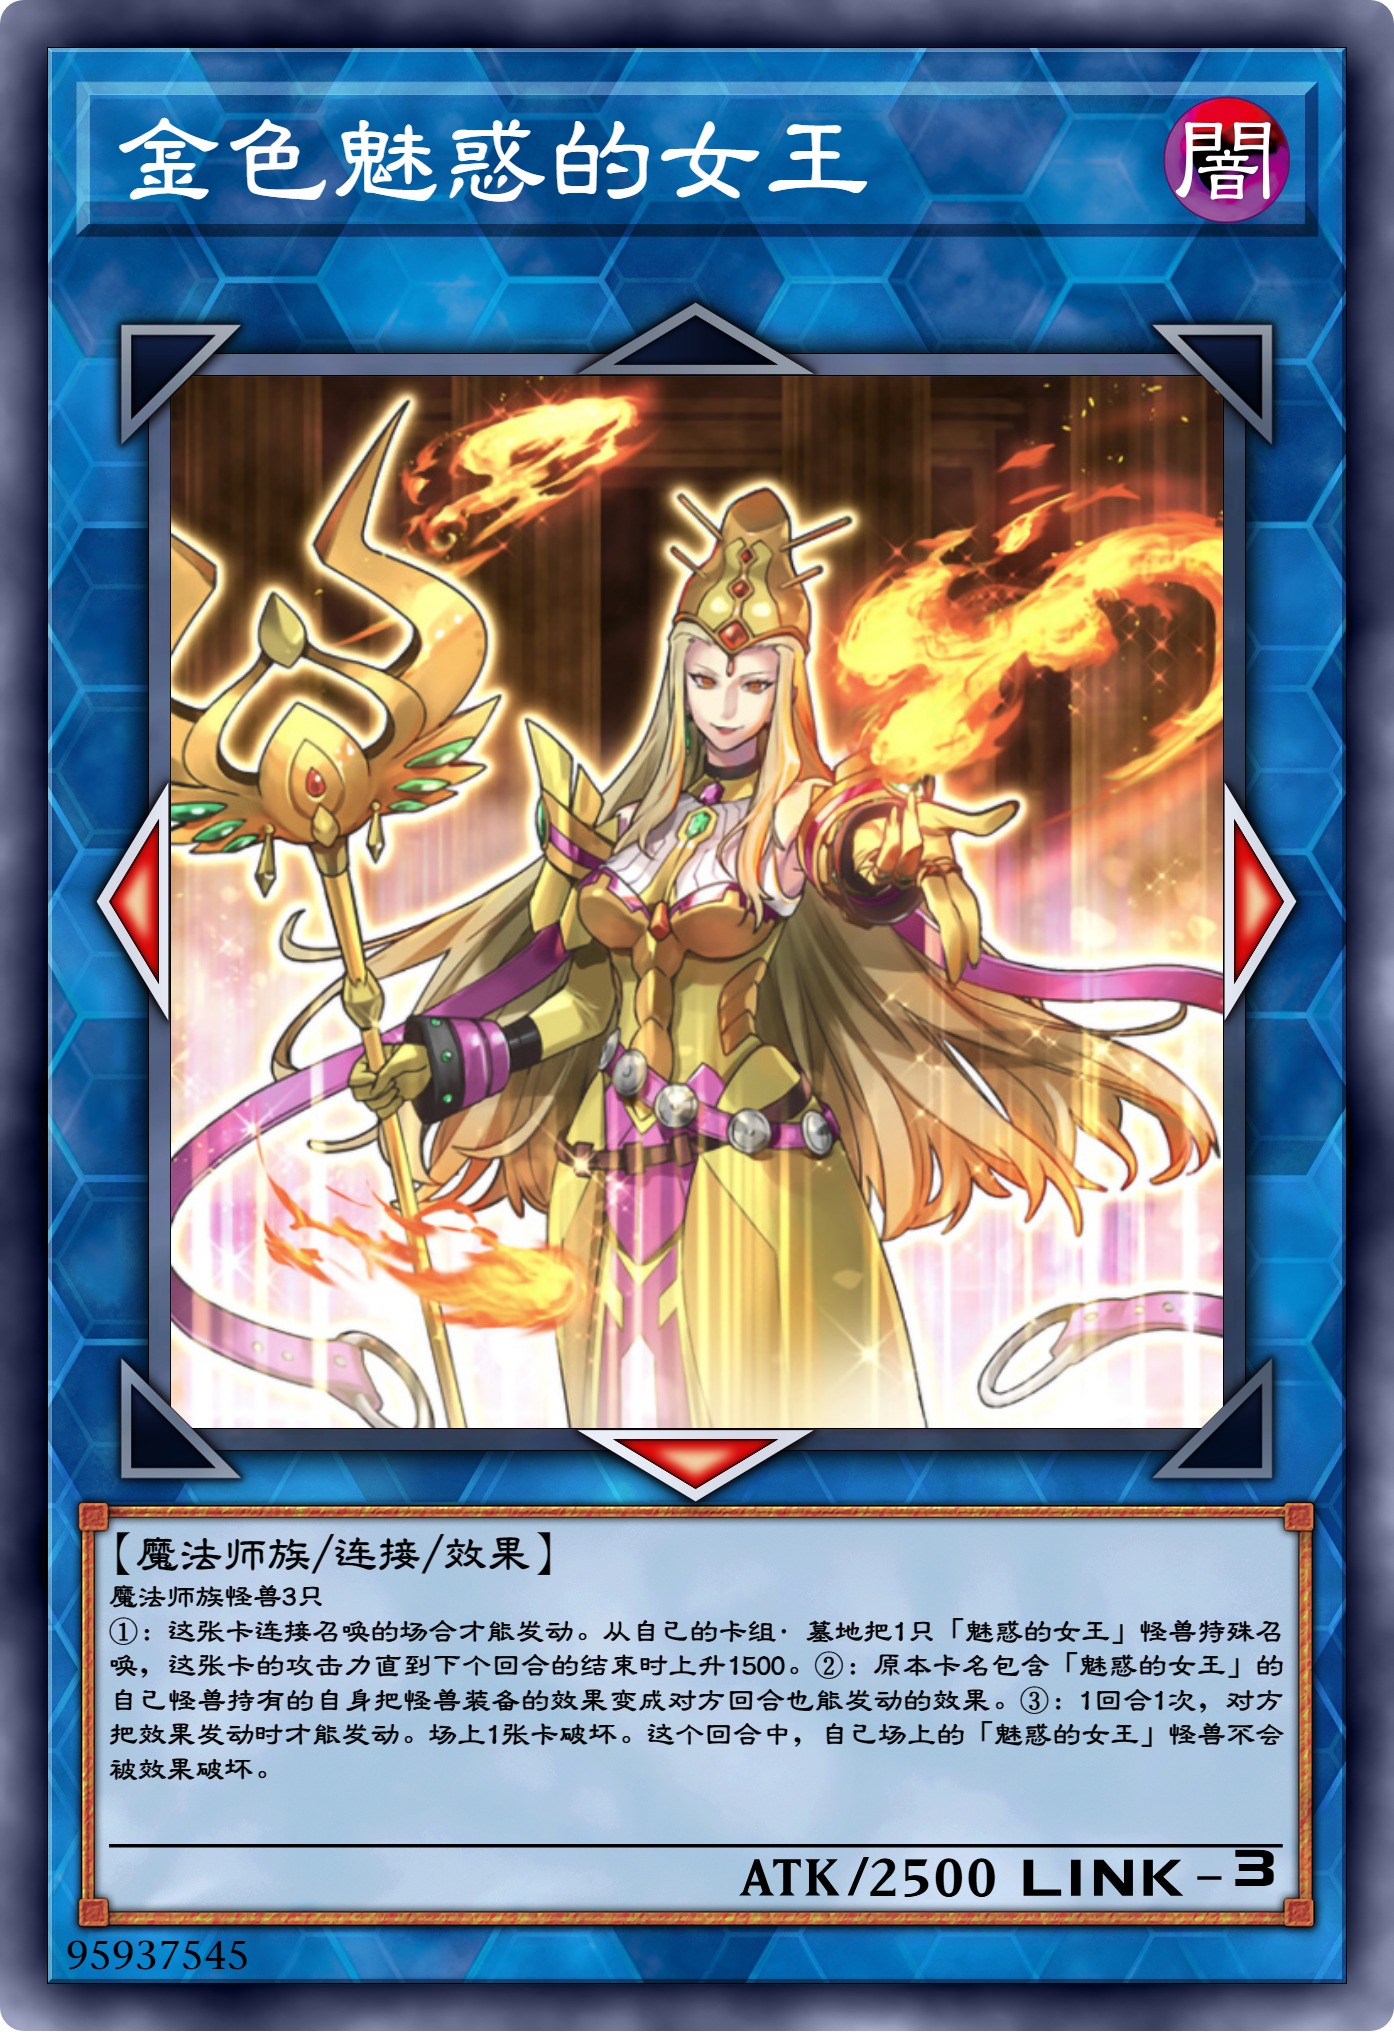 金色魅惑的女王
闇
【魔法师族/连接/效果】
魔法师族怪兽3只
①：这张卡连接召唤的场合才能发动。从自己的卡组·墓地把1只「魅惑的女王」怪兽特殊召
唤，这张卡的攻击力直到下个回合的结束时上升1500。②：原本卡名包含「魅惑的女王」的
自己怪兽持有的自身把怪兽装备的效果变成对方回合也能发动的效果。③：1回合1次，对方
把效果发动时才能发动。场上1张卡破坏。这个回合中，自己场上的「魅惑的女王」怪兽不会
被效果破坏。
ATK/2500 LINK-3
95937545